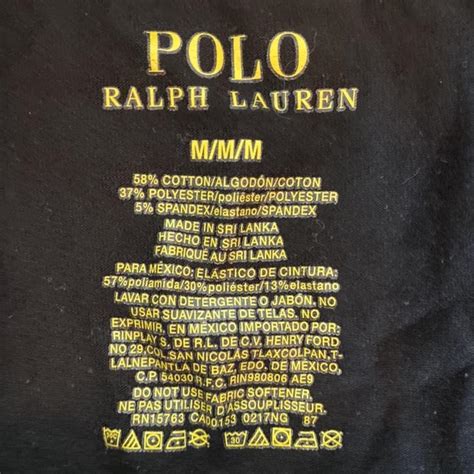 POLO
RALPH LAUREN
M/M/M
58% COTTON/ALGODÓN/COTON
37% POLYESTER/poliéster/POLYESTER
5% SPANDEX/elastano/SPANDEX
MADE IN SRI LANKA
HECHO EN SRI LANKA
FABRIQUÉ AU SRI LANKA
PARA MÉXICO: ELÁSTICO DE CINTURA:
57%poliamida/30%poliéster/13%elastano
LAVAR CON DETERGENTE O JABÓN. NO
USAR SUAVIZANTE DE TELAS. NO
EXPRIMIR. EN MÉXICO IMPORTADO POR:
RINPLAY S. DE R.L. DE C.V. HENRY FORD
NO 29, COL. SAN NICOLÁS TLAXCOLPAN, T-
LALNEPANTLA DE BAZ, EDO. DE MÉXICO,
C.P. 54030 R.F.C. RIN980806 AE9
DO NOT USE FABRIC SOFTENER.
NE PAS UTILISER D'ASSOUPLISSEUR.
RN15763 CA00153 0217NG 87